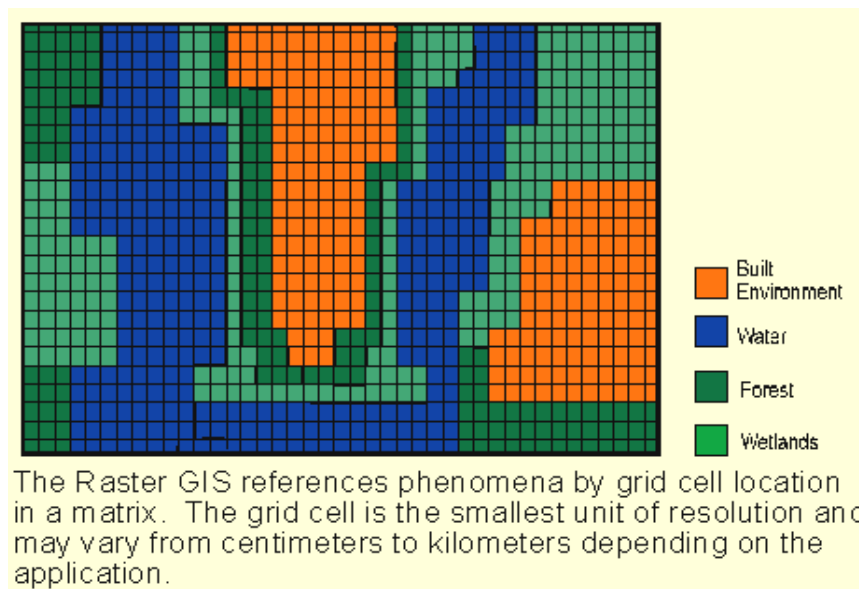 Built
Environment
Water
Forest
Wetlands
The Raster GIS references phenomena by grid cell location
in a matrix. The grid cell is the smallest unit of resolution and
may vary from centimeters to kilometers depending on the
application.